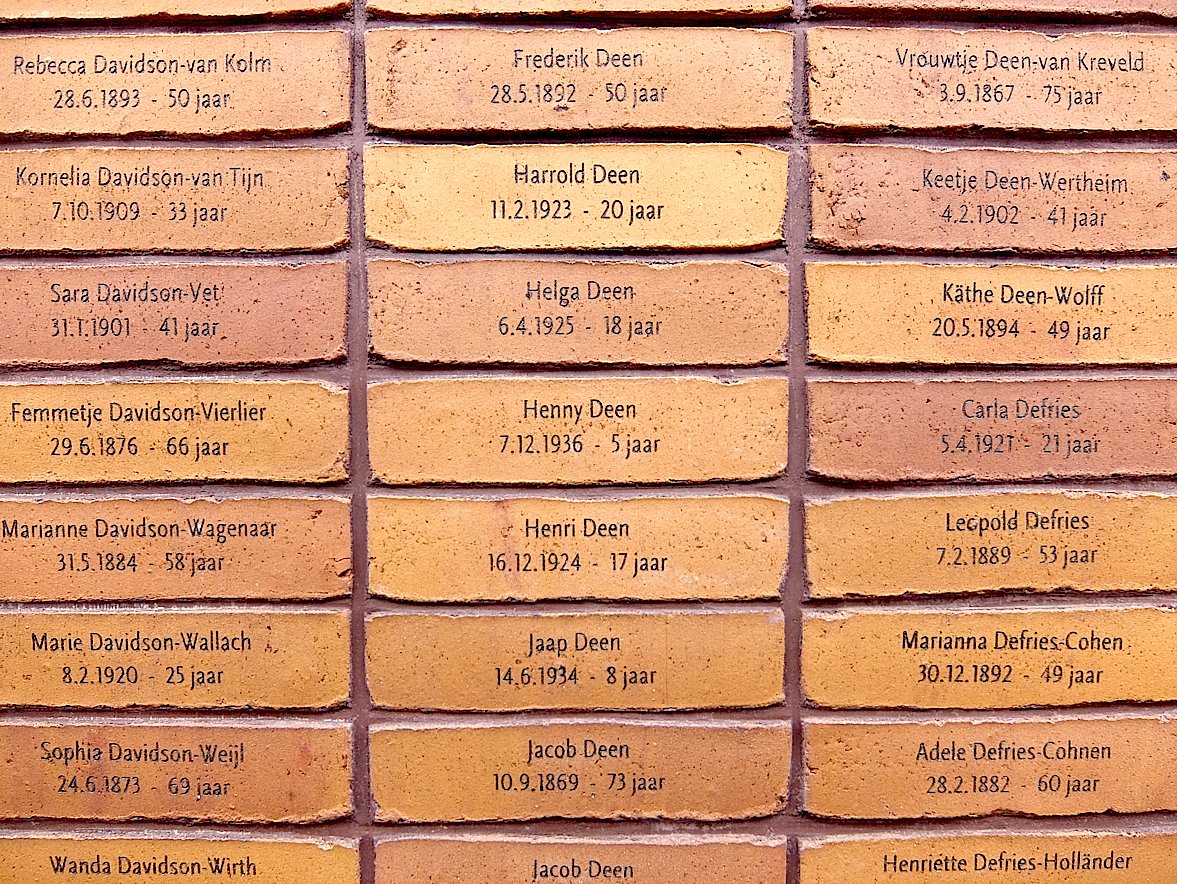 Rebecca Davidson-van Kolm
28.6.1893 - 50 jaar
Kornelia Davidson-van Tijn
7.10.1909 - 33 jaar
Sara Davidson-Vet
31.1.1901 - 41 jaar
Femmetje Davidson-Vierlier
29.6.1876 - 66 jaar
Marianne Davidson-Wagenaar
31.5.1884 - 58 jaar
Marie Davidson-Wallach
8.2.1920 - 25 jaar
Sophia Davidson-Weijl
24.6.1873 - 69 jaar
Wanda Davidson-Wirth
Frederik Deen
28.5.1892 - 50 jaar
Harrold Deen
11.2.1923 - 20 jaar
Helga Deen
6.4.1925 - 18 jaar
Henny Deen
7.12.1936 - 5 jaar
Henri Deen
16.12.1924 - 17 jaar
Jaap Deen
14.6.1934 - 8 jaar
Jacob Deen
10.9.1869 - 73 jaar
Jacob Deen
Vrouwtje Deen-van Kreveld
3.9.1867 - 75 jaar
Keetje Deen-Wertheim
4.2.1902 - 41 jaar
Käthe Deen-Wolff
20.5.1894 - 49 jaar
Carla Defries
5.4.1921 - 21 jaar
Leopold Defries
7.2.1889 - 53 jaar
Marianna Defries-Cohen
30.12.1892 - 49 jaar
Adele Defries-Cohnen
28.2.1882 - 60 jaar
Henriëtte Defries-Holländer